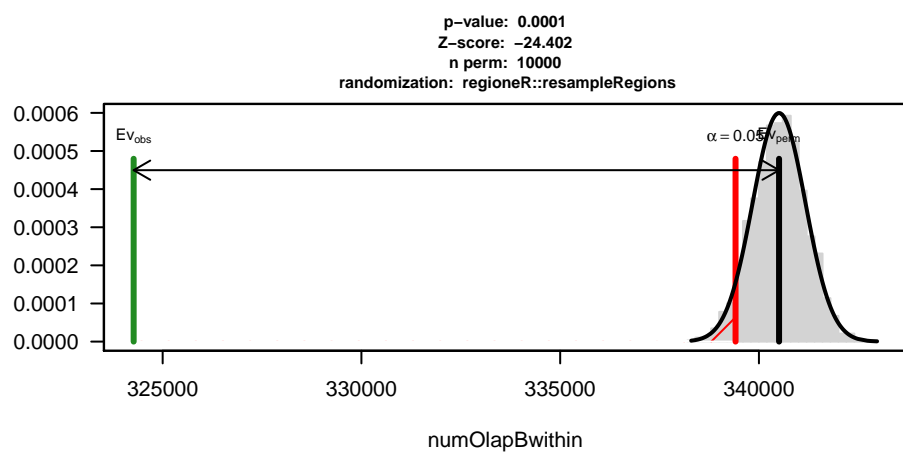 p−value: 0.0001
Z−score: −24.402
n perm: 10000
randomization: regioneR::resampleRegions
0.0006
Evobs
α = 0.05
Evperm
0.0005
0.0004
0.0003
0.0002
0.0001
0.0000
325000 330000 335000 340000
numOlapBwithin